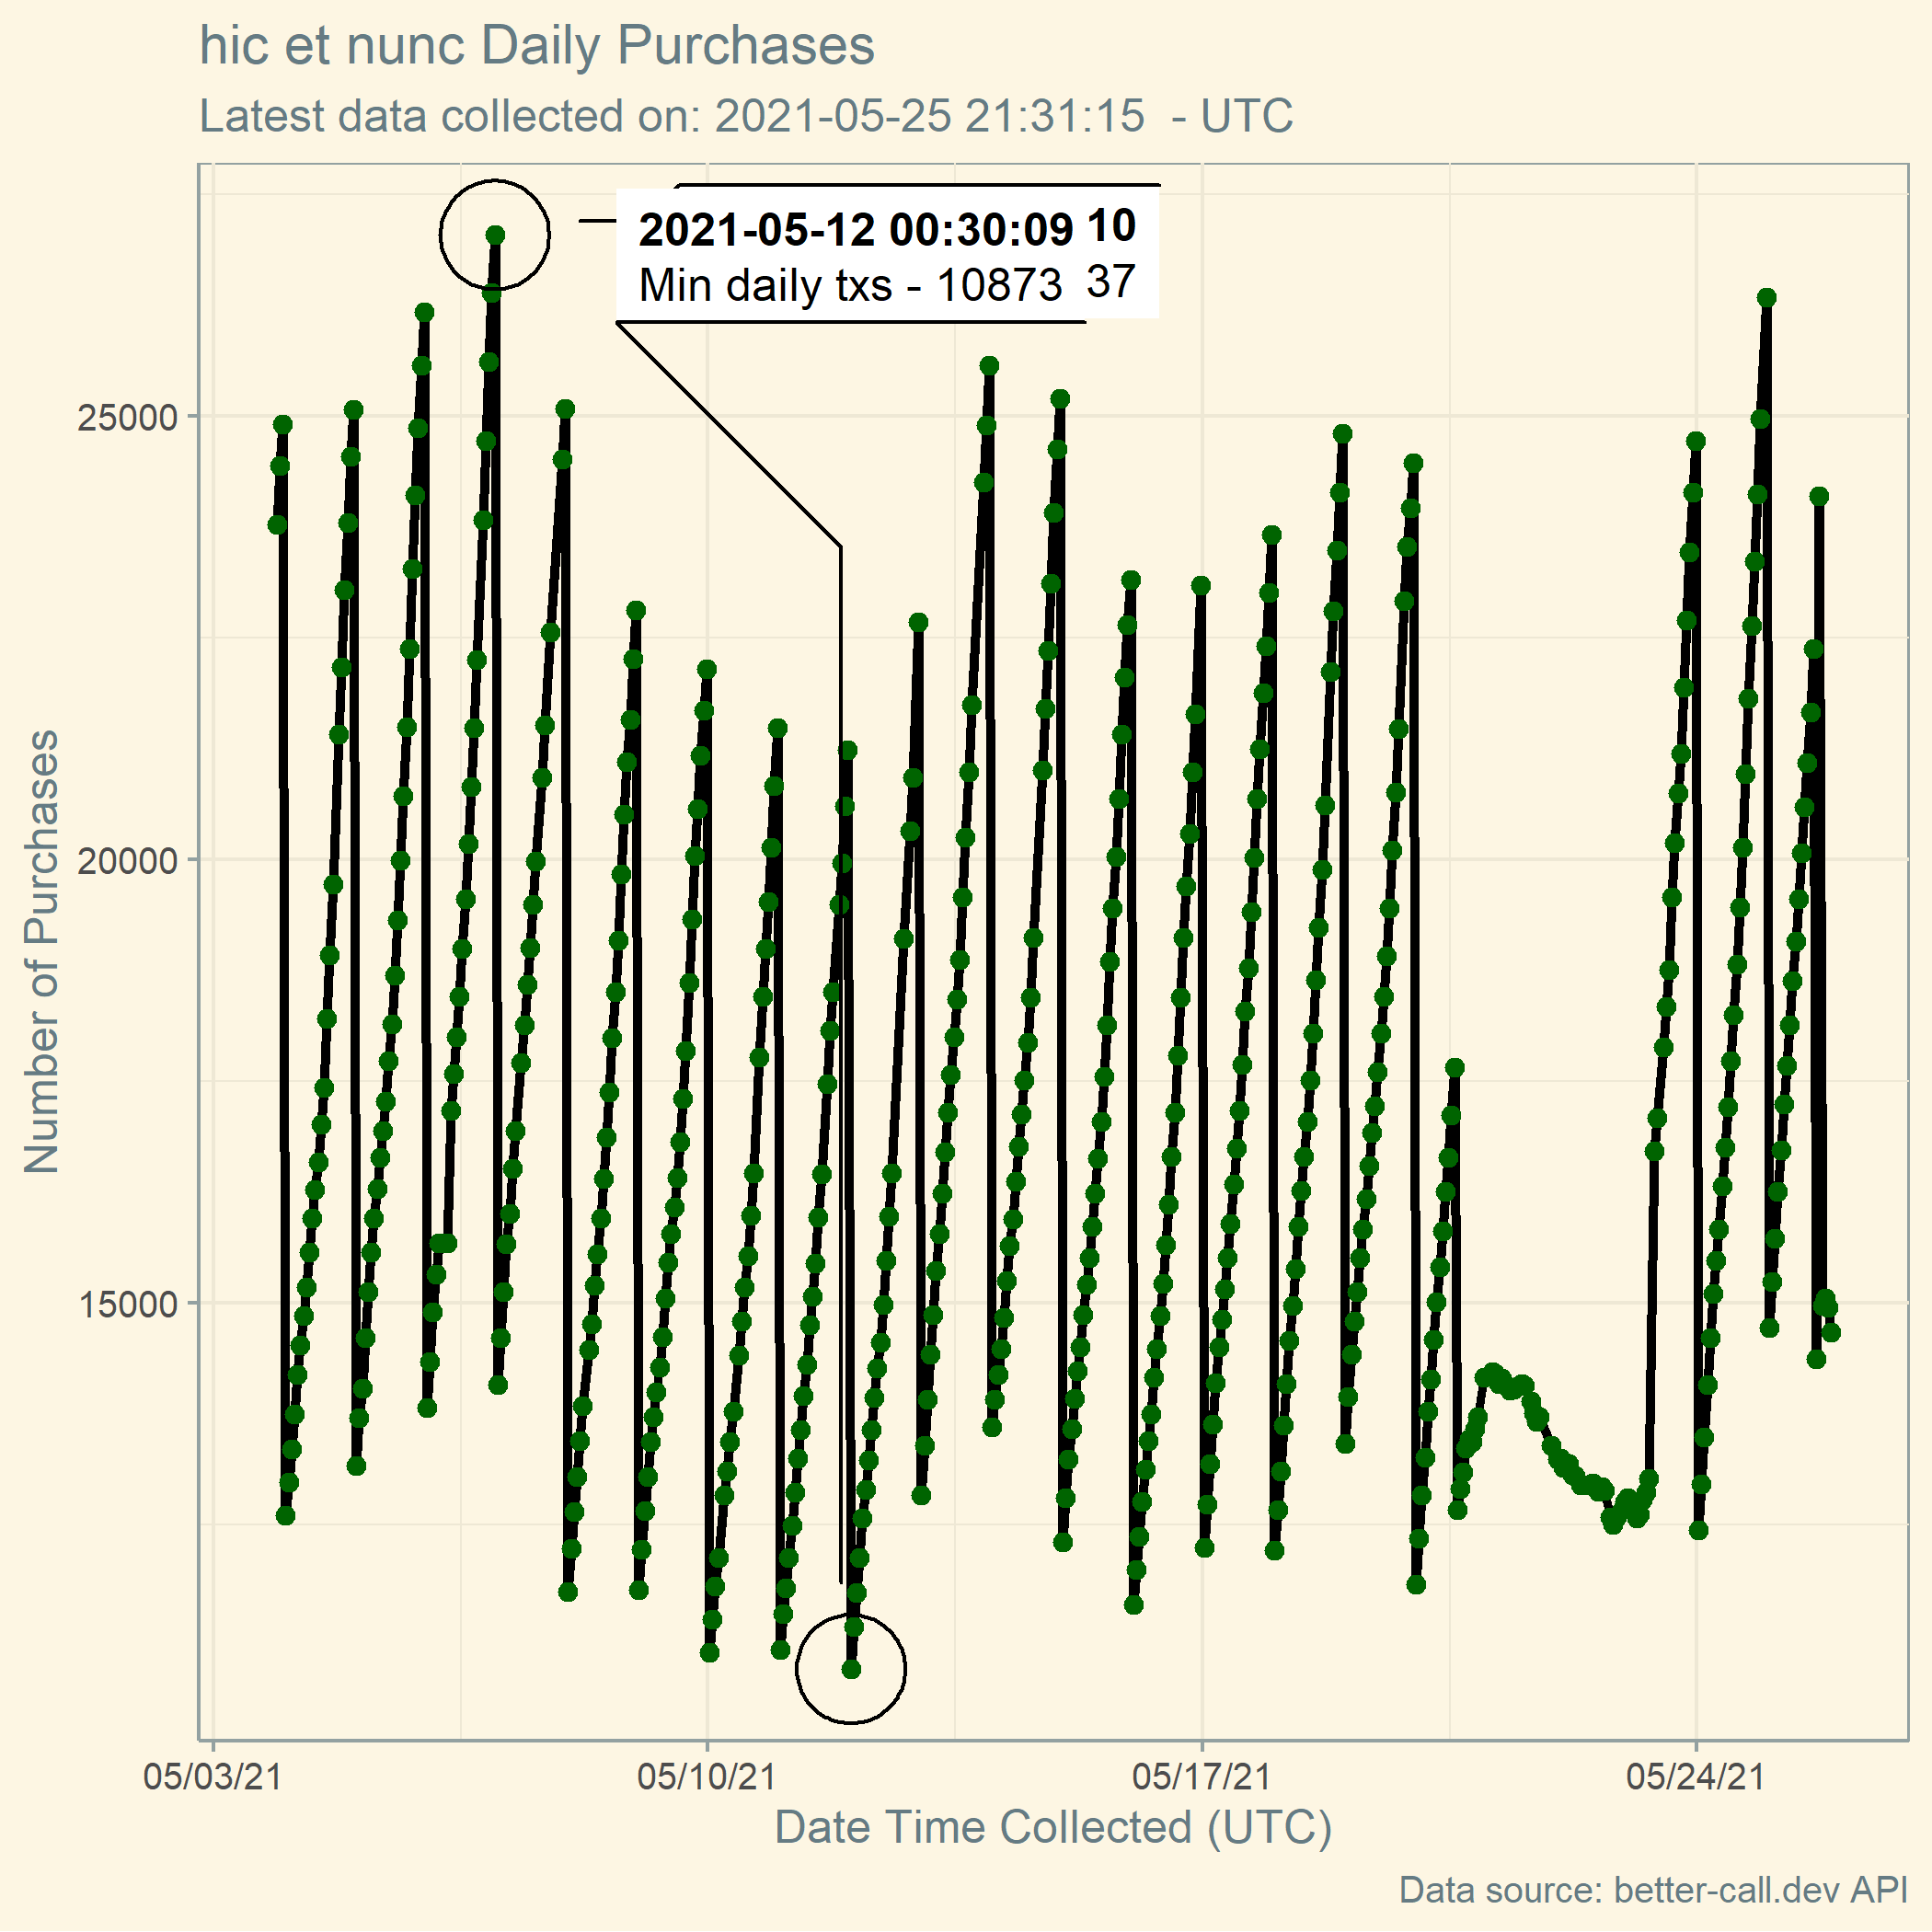 hic et nunc Daily Purchases
Latest data collected on: 2021-05-25 21:31:15 - UTC
2021-05-12 00:30:09 10
Min daily txs - 10873 37
25000
20000
15000
Number of Purchases
05/03/21 05/10/21 05/17/21 05/24/21
Date Time Collected (UTC)
Data source: better-call.dev API